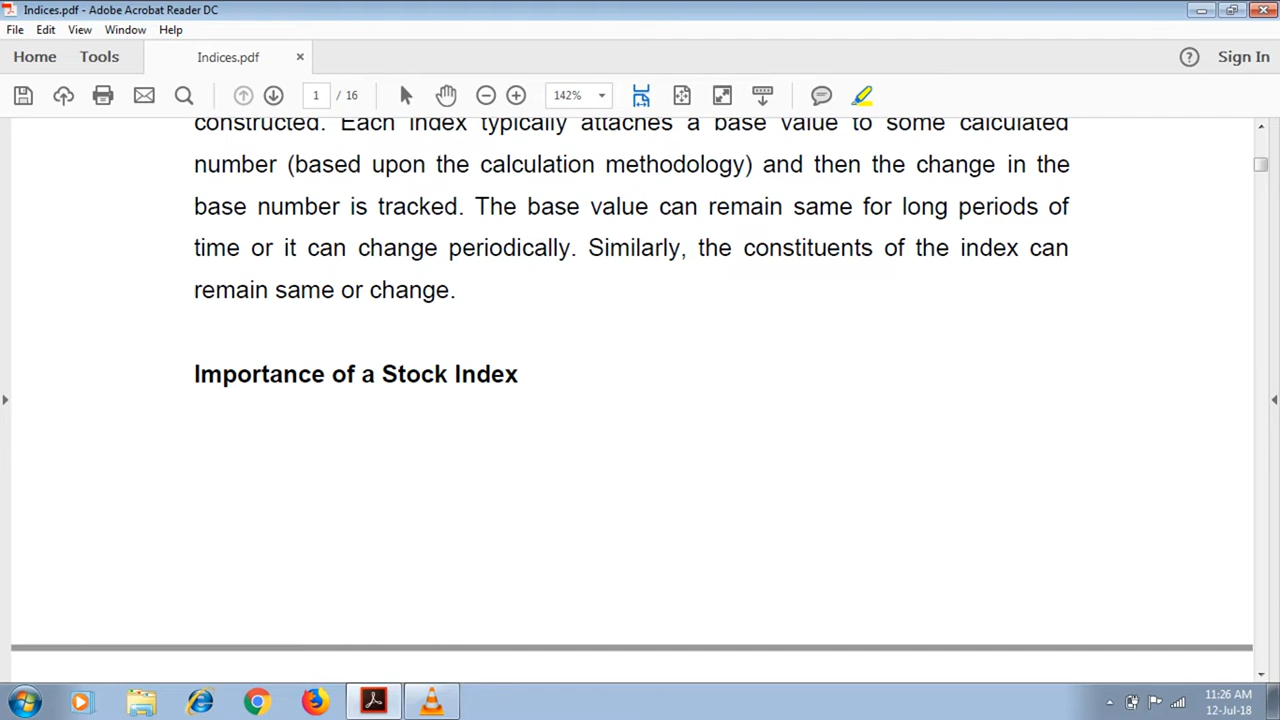 Indices.pdf - Adobe Acrobat Reader DC
File Edit View Window Help
Home Tools Indices.pdf × Sign In
1 / 16 142%
constructed. Each index typically attaches a base value to some calculated
number (based upon the calculation methodology) and then the change in the
base number is tracked. The base value can remain same for long periods of
time or it can change periodically. Similarly, the constituents of the index can
remain same or change.
Importance of a Stock Index
11:26 AM
12-Jul-18